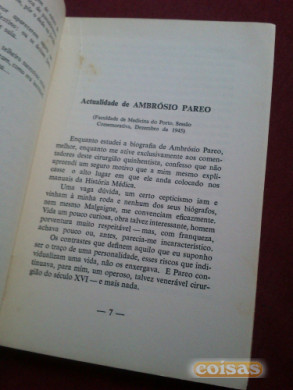 Actualidade de AMBRÓSIO PAREO
(Faculdade de Medicina do Porto. Sessão
Comemorativa, Dezembro de 1945)
Enquanto estudei a biografia de Ambrósio Pareo,
melhor, enquanto me ative exclusivamente aos comen-
tadores deste cirurgião quinhentista, confesso que não
apreendi um seguro motivo que a mim mesmo expli-
casse o alto lugar em que ele anda colocado nos
manuais da História Médica.
Uma vaga dúvida, um certo cepticismo iam e
vinham à minha roda e nenhum dos seus biógrafos,
nem mesmo Malgaigne, me convenciam eficazmente.
Vida um pouco curiosa, obra talvez interessante, homem
porventura muito respeitável — mas, com franqueza,
achava pouco ou, antes, parecia-me incaracterístico.
Os contrastes que definem aquilo que eu suponho
ser o traço de uma personalidade, esses riscos que indi-
vidualizam uma vida, não os enxergava. E Pareo con-
tinuava, para mim, um operoso, talvez venerável cirur-
gião do século XVI — e mais nada.
— 7 —
coisas